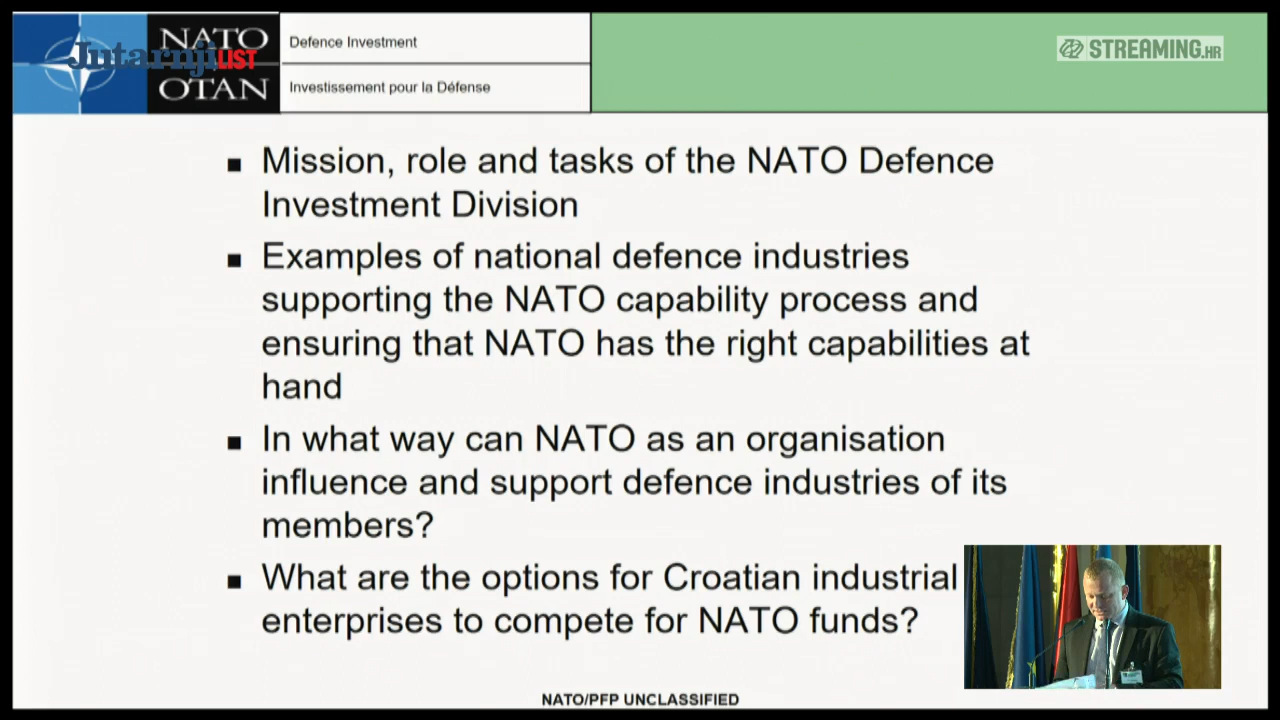 NATO
OTAN
Jutarnji LIST
Defence Investment
Investissement pour la Défense
STREAMING.HR
▪ Mission, role and tasks of the NATO Defence
Investment Division
▪ Examples of national defence industries
supporting the NATO capability process and
ensuring that NATO has the right capabilities at
hand
▪ In what way can NATO as an organisation
influence and support defence industries of its
members?
▪ What are the options for Croatian industrial
enterprises to compete for NATO funds?
NATO/PFP UNCLASSIFIED